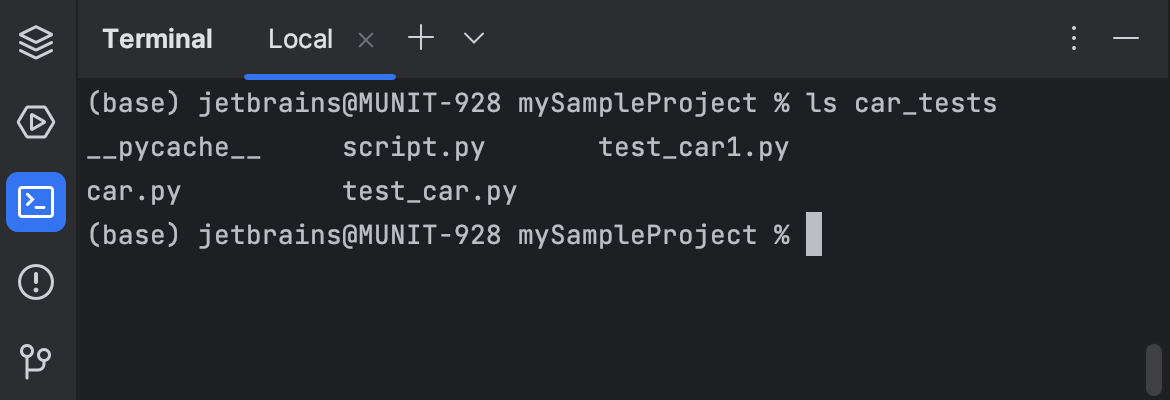 Terminal Local
(base) jetbrains@MUNIT-928 mySampleProject % ls car_tests
__pycache__ script.py test_car1.py
car.py test_car.py
(base) jetbrains@MUNIT-928 mySampleProject %